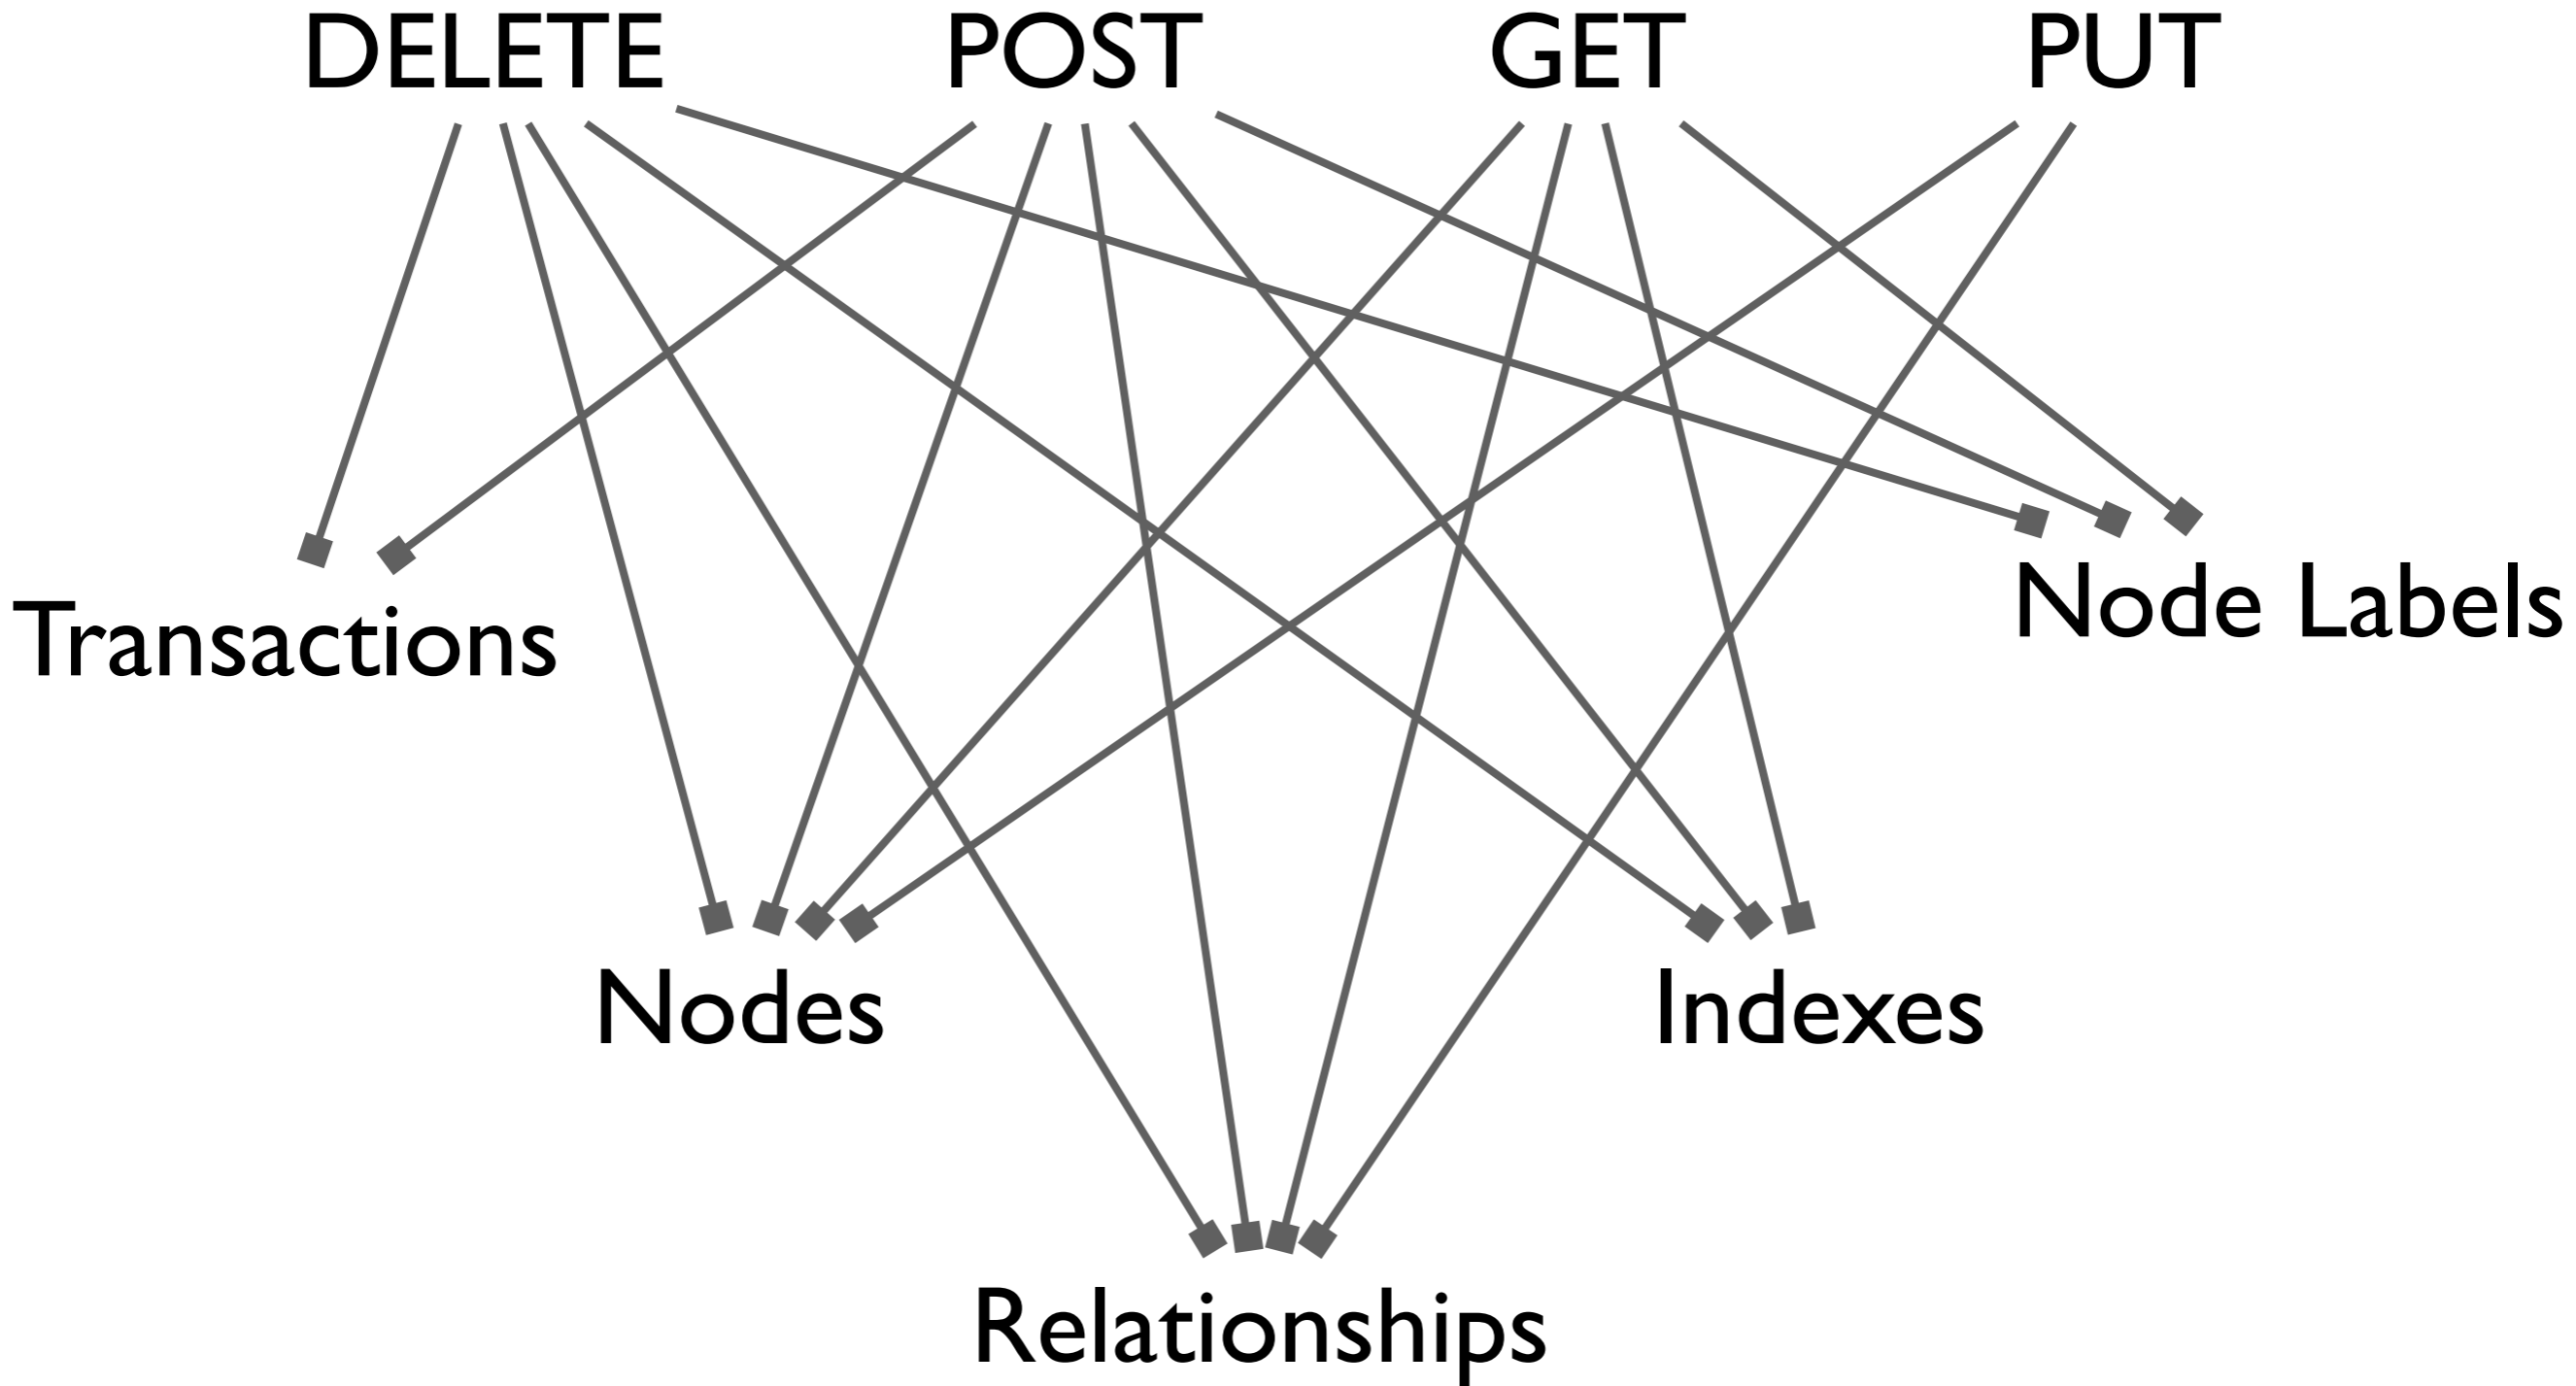 DELETE POST GET PUT
Transactions
Node Labels
Nodes
Indexes
Relationships